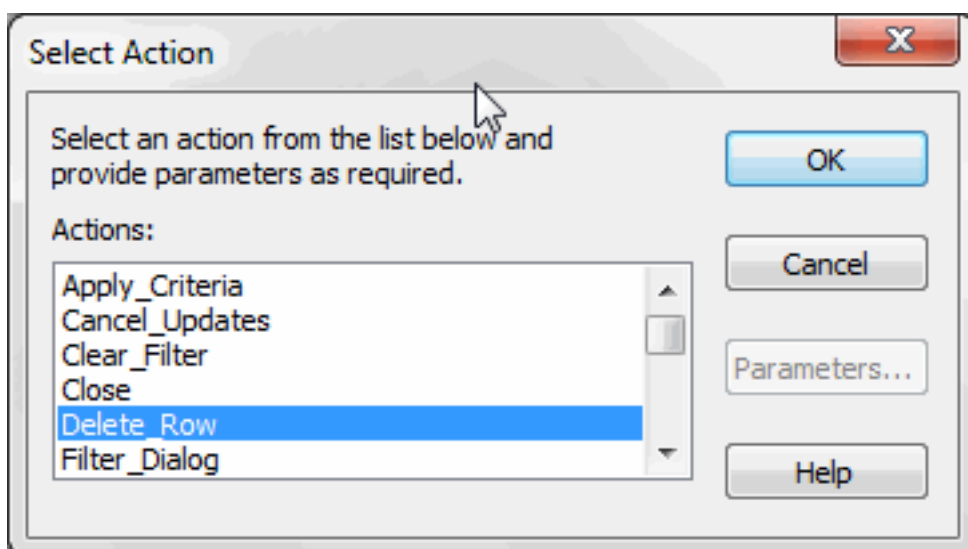 Select Action
Select an action from the list below and
provide parameters as required.
OK
Actions:
Cancel
Apply_Criteria
Cancel_Updates
Clear_Filter
Close
Delete_Row
Filter_Dialog
Parameters...
Help